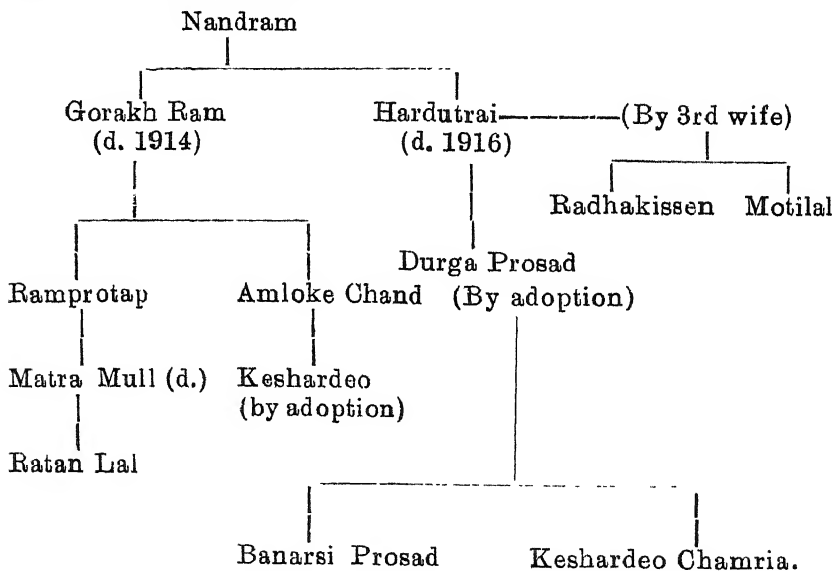 Nandram
Gorakh Ram Hardutrai (By 3rd wife)
(d. 1914) (d. 1916)
Radhakissen Motilal
Durga Prosad
Ramprotap Amloke Chand (By adoption)
Matra Mull (d.) Keshardeo
(by adoption)
Ratan Lal
Banarsi Prosad Keshardeo Chamria.